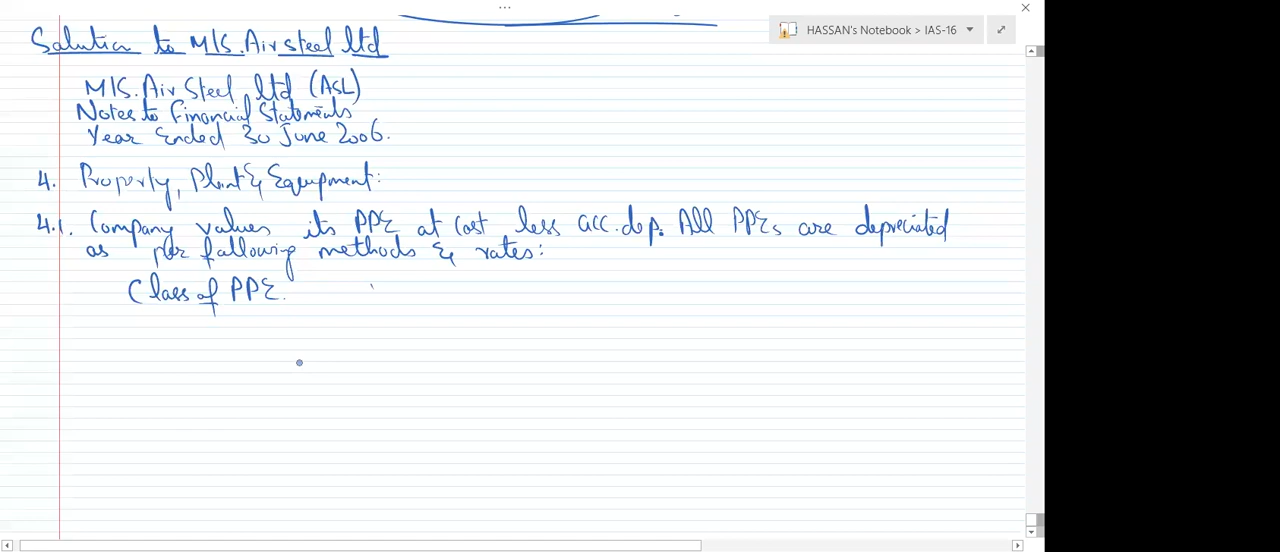 HASSAN's Notebook > IAS-16
Solution to M/S. Air steel ltd
M/S. Air Steel ltd (ASL)
Notes to Financial Statements
Year Ended 30 June 2006.
4. Property, Plant & Equipment:
4.1. Company values its PPE at Cost less acc. dep. All PPEs are depreciated
as per following methods & rates:
Class of PPE.